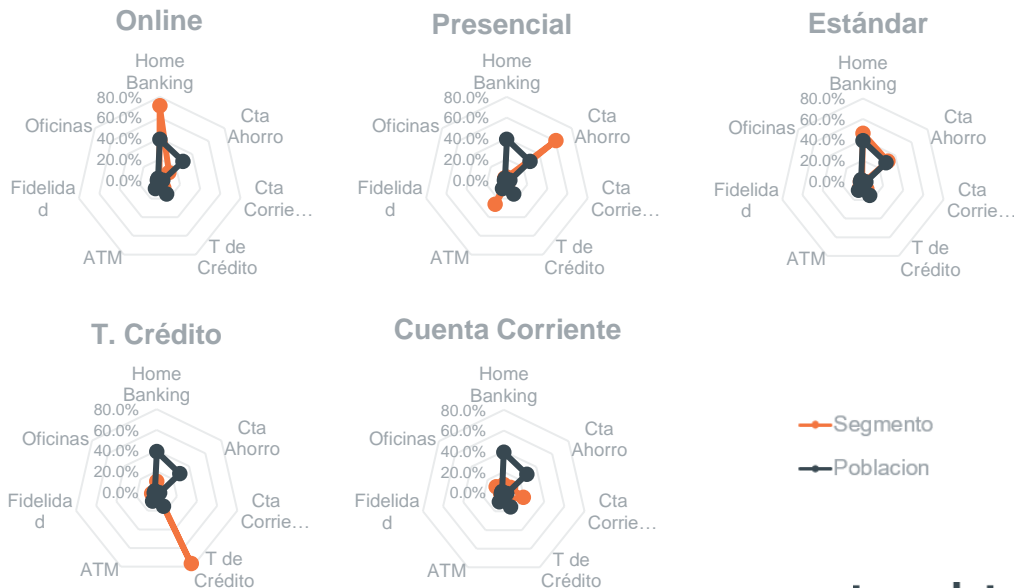 Online
Home
Banking
80.0%
60.0%
40.0%
20.0%
0.0%
Cta
Ahorro
Cta
Corrie...
T de
Crédito
ATM
Fidelida
d
Oficinas
Presencial
Home
Banking
80.0%
60.0%
40.0%
20.0%
0.0%
Cta
Ahorro
Cta
Corrie...
T de
Crédito
ATM
Fidelida
d
Oficinas
Estándar
Home
Banking
80.0%
60.0%
40.0%
20.0%
0.0%
Cta
Ahorro
Cta
Corrie...
T de
Crédito
ATM
Fidelida
d
Oficinas
T. Crédito
Home
Banking
80.0%
60.0%
40.0%
20.0%
0.0%
Cta
Ahorro
Cta
Corrie...
T de
Crédito
ATM
Fidelida
d
Oficinas
Cuenta Corriente
Home
Banking
80.0%
60.0%
40.0%
20.0%
0.0%
Cta
Ahorro
Cta
Corrie...
T de
Crédito
ATM
Fidelida
d
Oficinas
Segmento
Poblacion